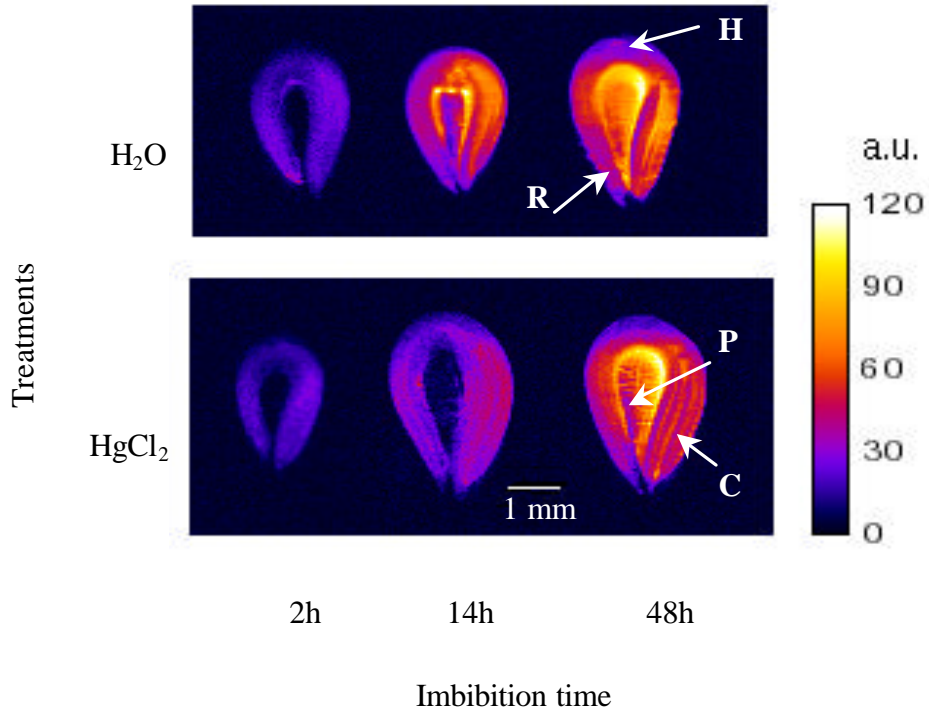 H
H₂O
R
a.u.
120
90
60
30
0
Treatments
P
HgCl₂
C
1 mm
2h 14h 48h
Imbibition time